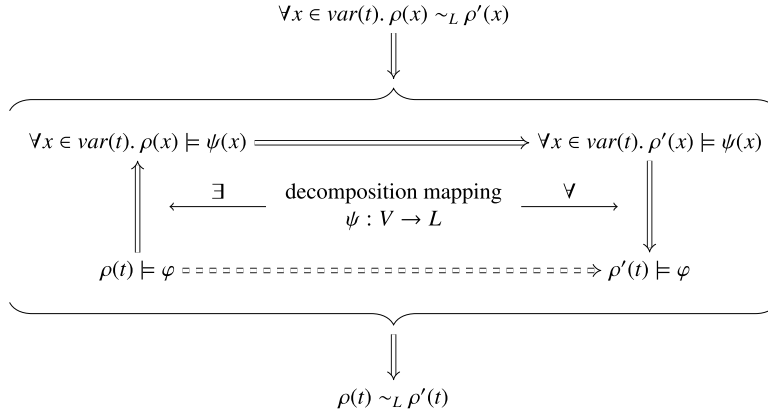 ∀x ∈ var(t). ρ(x) ∼_L ρ′(x)
∀x ∈ var(t). ρ(x) ⊨ ψ(x)
∀x ∈ var(t). ρ′(x) ⊨ ψ(x)
∃
decomposition mapping
∀
ψ : V → L
ρ(t) ⊨ φ
ρ′(t) ⊨ φ
ρ(t) ∼_L ρ′(t)